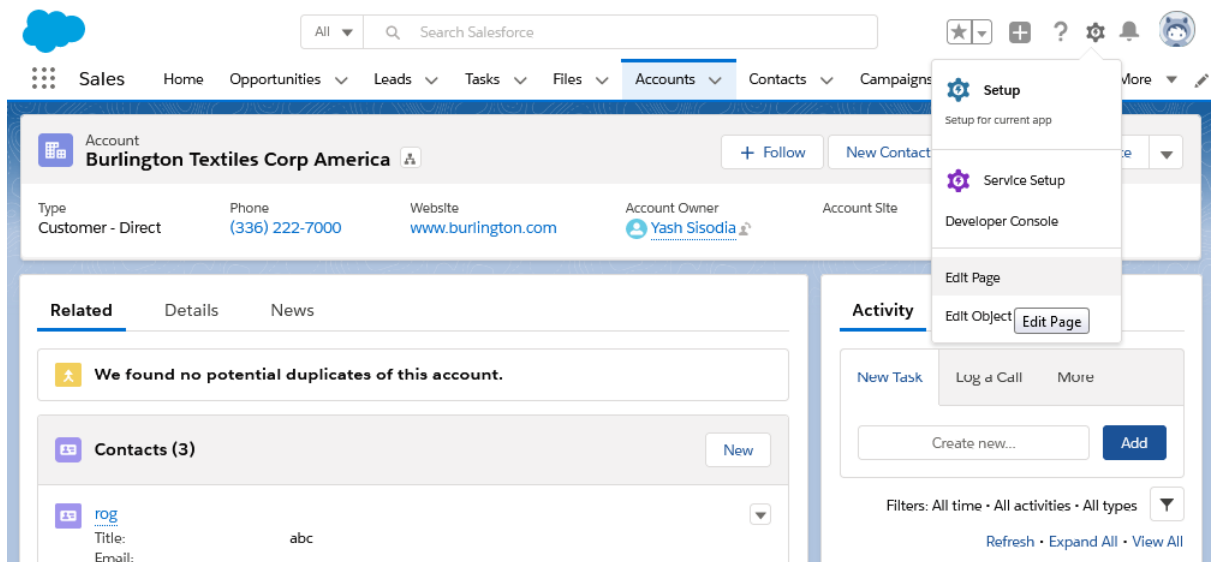 All
Search Salesforce
Sales
Home
Opportunities
Leads
Tasks
Files
Accounts
Contacts
Campaigns
More
Setup
Setup for current app
Service Setup
Developer Console
Edit Page
Edit Object
Edit Page
Account
Burlington Textiles Corp America
+ Follow
New Contact
Type
Customer - Direct
Phone
(336) 222-7000
Website
www.burlington.com
Account Owner
Yash Sisodia
Account Site
Related
Details
News
We found no potential duplicates of this account.
Contacts (3)
New
rog
Title:
abc
Email:
Activity
New Task
Log a Call
More
Create new...
Add
Filters: All time • All activities • All types
Refresh • Expand All • View All